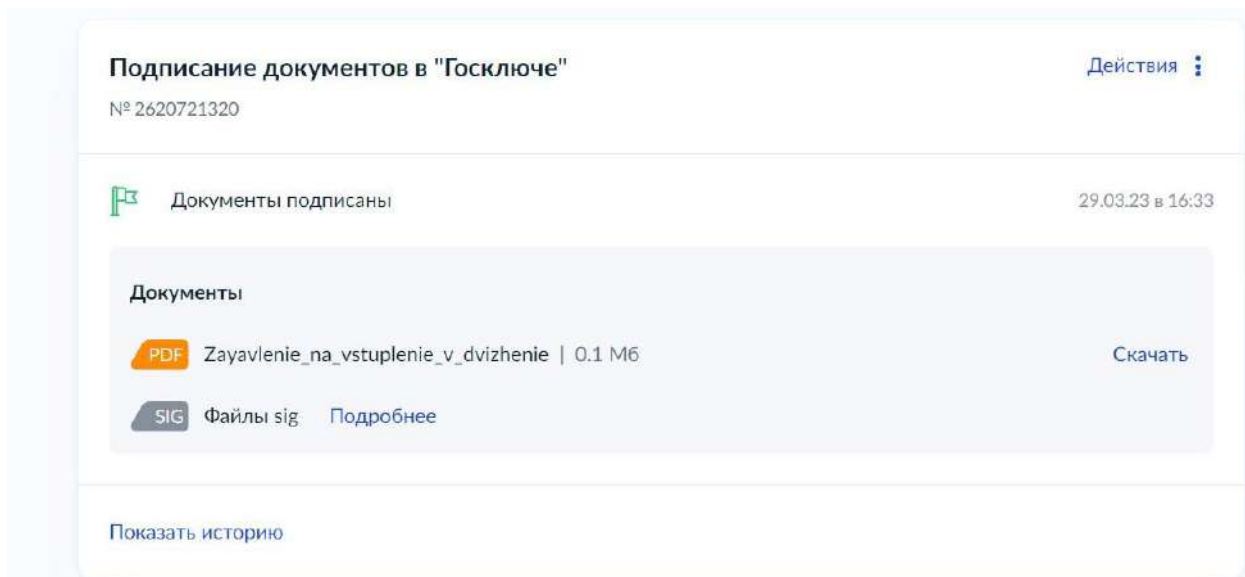 Подписание документов в "Госключе"
Действия
№ 2620721320
Документы подписаны
29.03.23 в 16:33
Документы
PDF Zayavlenie_na_vstuplenie_v_dvizhenie | 0.1 Мб
Скачать
SIG Файлы sig Подробнее
Показать историю